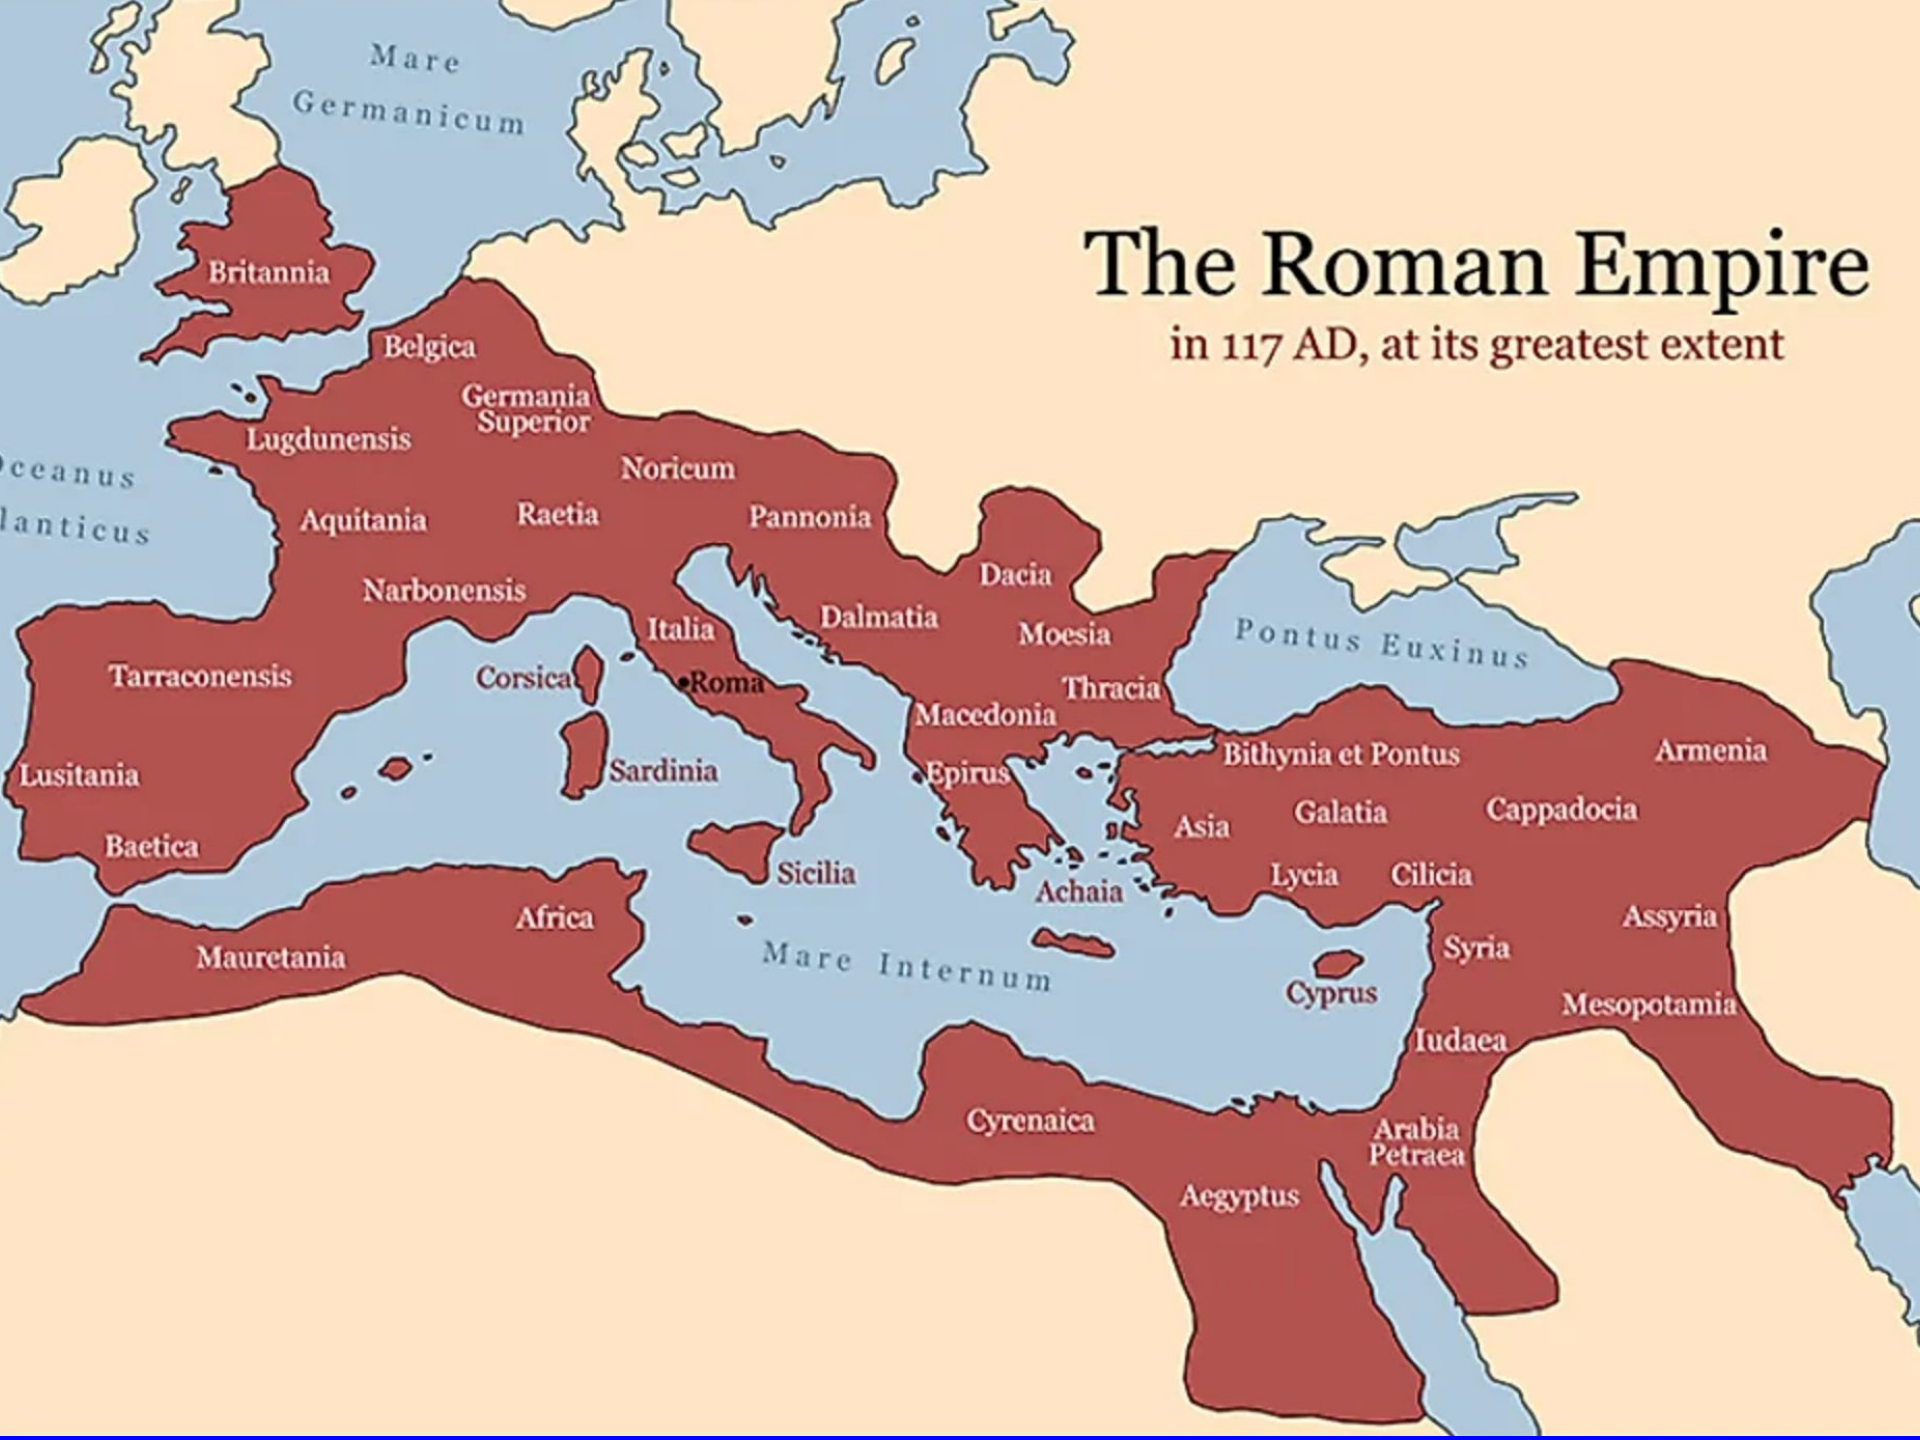 Mare
Germanicum
The Roman Empire
in 117 AD, at its greatest extent
Britannia
Belgica
Germania
Superior
Lugdunensis
Noricum
Oceanus
lanticus
Aquitania
Raetia
Pannonia
Dacia
Narbonensis
Italia
Dalmatia
Moesia
Pontus Euxinus
Tarraconensis
Corsica
Roma
Thracia
Macedonia
Lusitania
Sardinia
Epirus
Bithynia et Pontus
Armenia
Baetica
Asia
Galatia
Cappadocia
Sicilia
Achaia
Lycia
Cilicia
Africa
Assyria
Mauretania
Mare Internum
Syria
Cyprus
Mesopotamia
Iudaea
Cyrenaica
Arabia
Petraea
Aegyptus